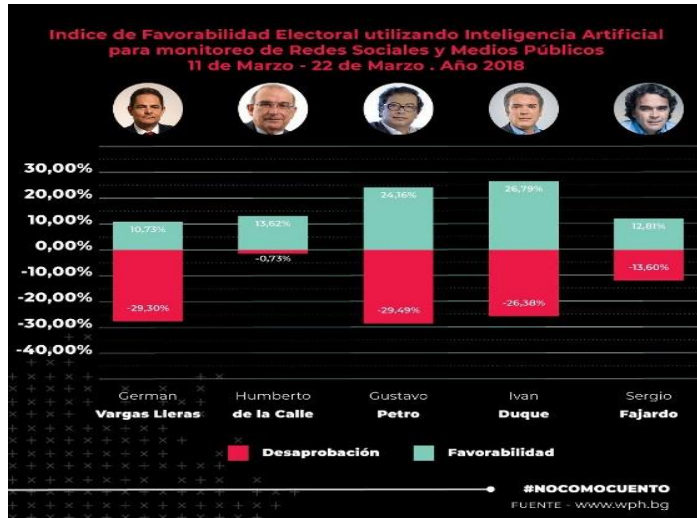 Indice de Favorabilidad Electoral utilizando Inteligencia Artificial
para monitoreo de Redes Sociales y Medios Públicos
11 de Marzo - 22 de Marzo . Año 2018
30,00%
20,00%
10,00%
0,00%
-10,00%
-20,00%
-30,00%
-40,00%
10,73%
13,62%
24,16%
26,79%
12,81%
-29,30%
-0,73%
-29,49%
-26,38%
-13,60%
German
Vargas Lleras
Humberto
de la Calle
Gustavo
Petro
Ivan
Duque
Sergio
Fajardo
Desaprobación
Favorabilidad
#NOCOMOCUENTO
FUENTE - www.wph.bg